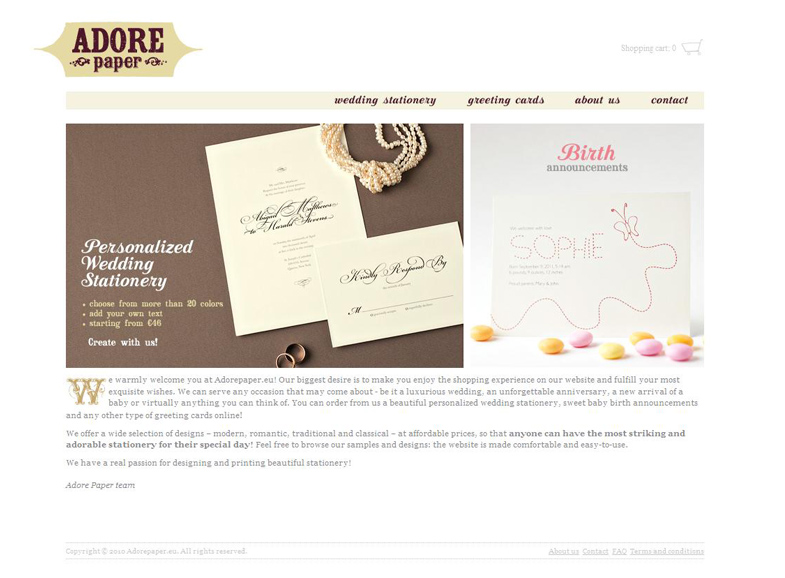 ADORE
paper
Shopping cart: 0
wedding stationery greeting cards about us contact
Abigail Matthews
to Harold Stevens
Kindly Respond By
M
Personalized
Wedding
Stationery
• choose from more than 20 colors
• add your own text
• starting from €46
Create with us!
Birth
announcements
SOPHIE
We warmly welcome you at Adorepaper.eu! Our biggest desire is to make you enjoy the shopping experience on our website and fulfill your most
exquisite wishes. We can serve any occasion that may come about - be it a luxurious wedding, an unforgettable anniversary, a new arrival of a
baby or virtually anything you can think of. You can order from us a beautiful personalized wedding stationery, sweet baby birth announcements
and any other type of greeting cards online!
We offer a wide selection of designs – modern, romantic, traditional and classical – at affordable prices, so that anyone can have the most striking and
adorable stationery for their special day! Feel free to browse our samples and designs: the website is made comfortable and easy-to-use.
We have a real passion for designing and printing beautiful stationery!
Adore Paper team
Copyright © 2010 Adorepaper.eu. All rights reserved.
About us Contact FAQ Terms and conditions